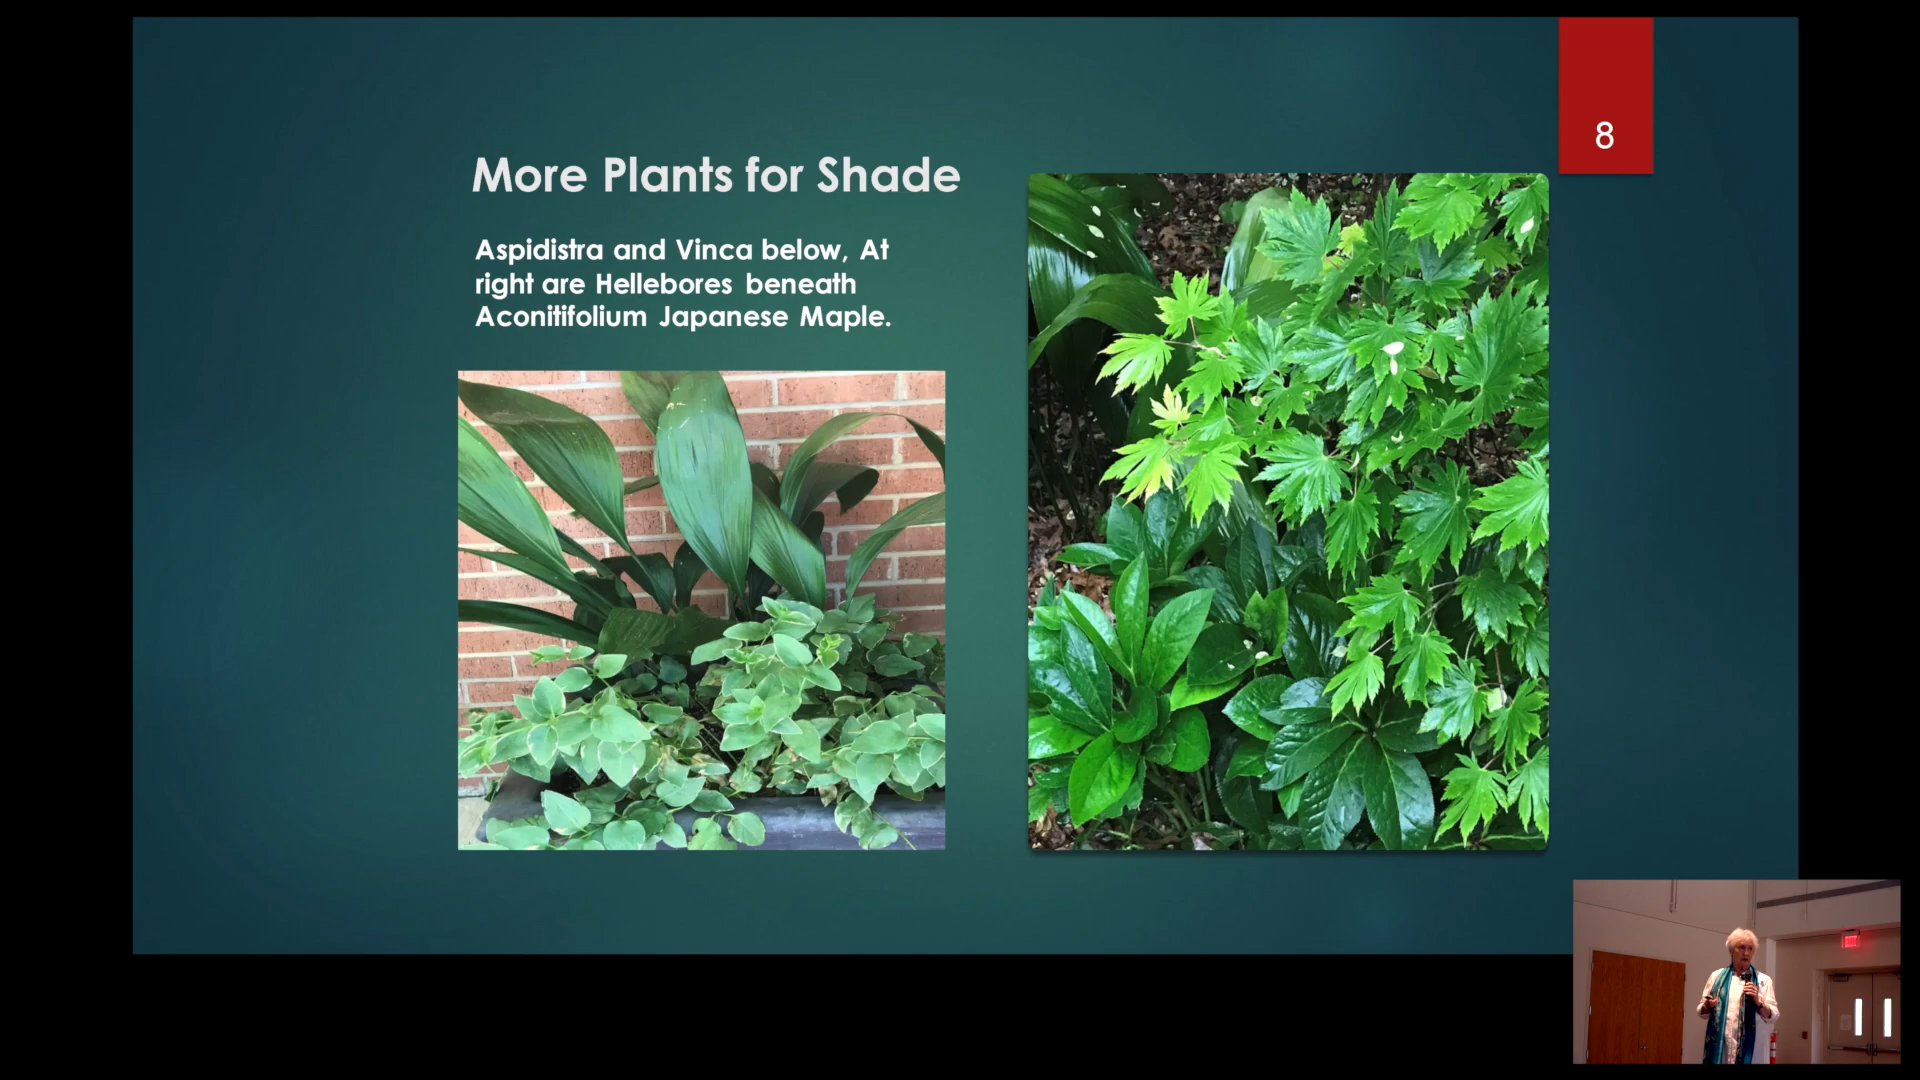 8
More Plants for Shade
Aspidistra and Vinca below, At
right are Hellebores beneath
Aconitifolium Japanese Maple.